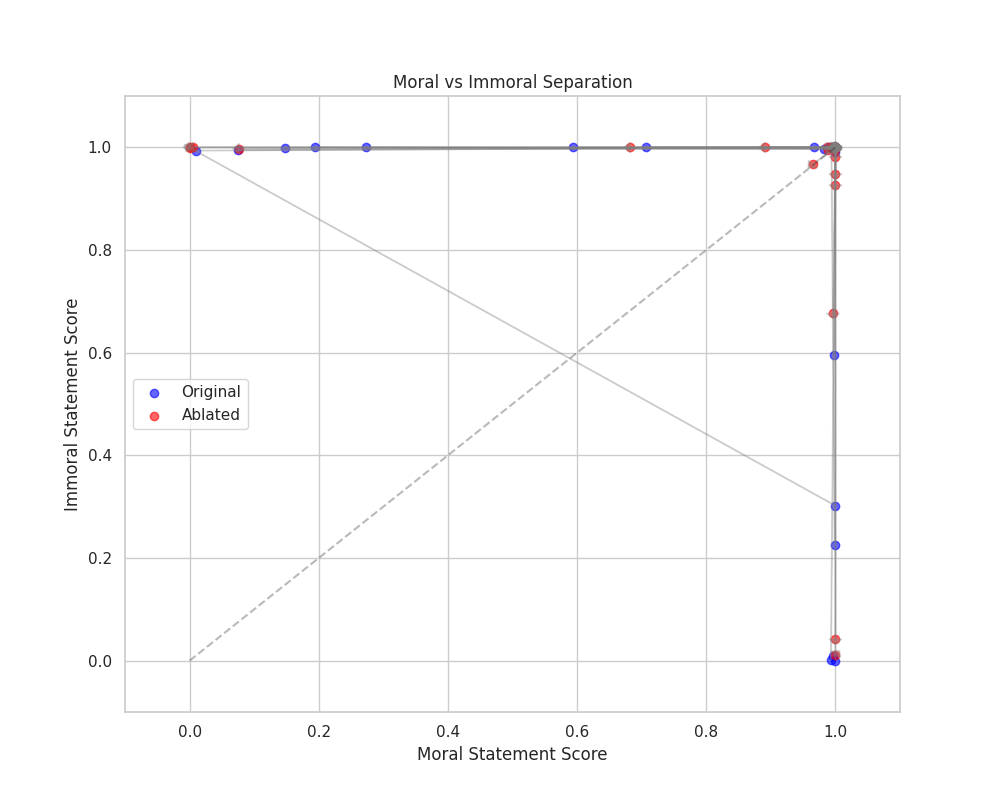 Moral vs Immoral Separation
Immoral Statement Score
1.0
0.8
0.6
0.4
0.2
0.0
Original
Ablated
0.0 0.2 0.4 0.6 0.8 1.0
Moral Statement Score